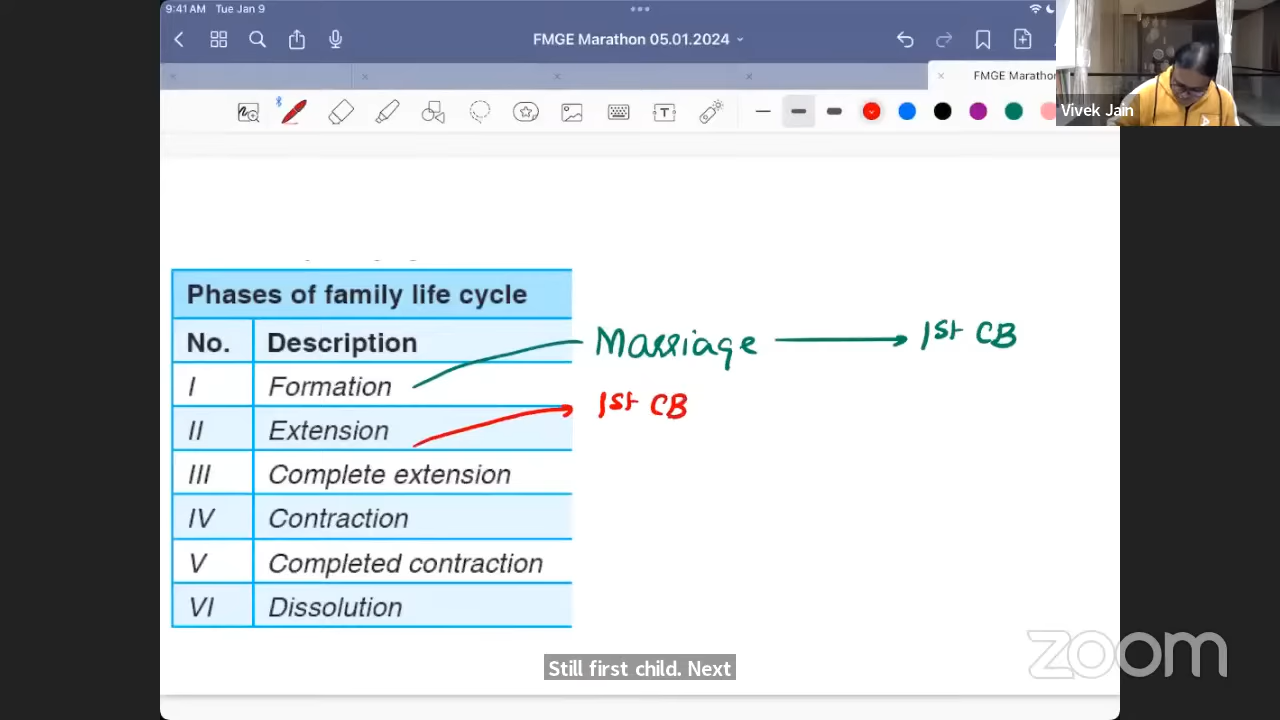 9:41 AM Tue Jan 9
FMGE Marathon 05.01.2024
FMGE Marathon
Vivek Jain
T
Phases of family life cycle
No. Description
Marriage 1st CB
I Formation
1st CB
II Extension
III Complete extension
IV Contraction
V Completed contraction
VI Dissolution
zoom
Still first child. Next